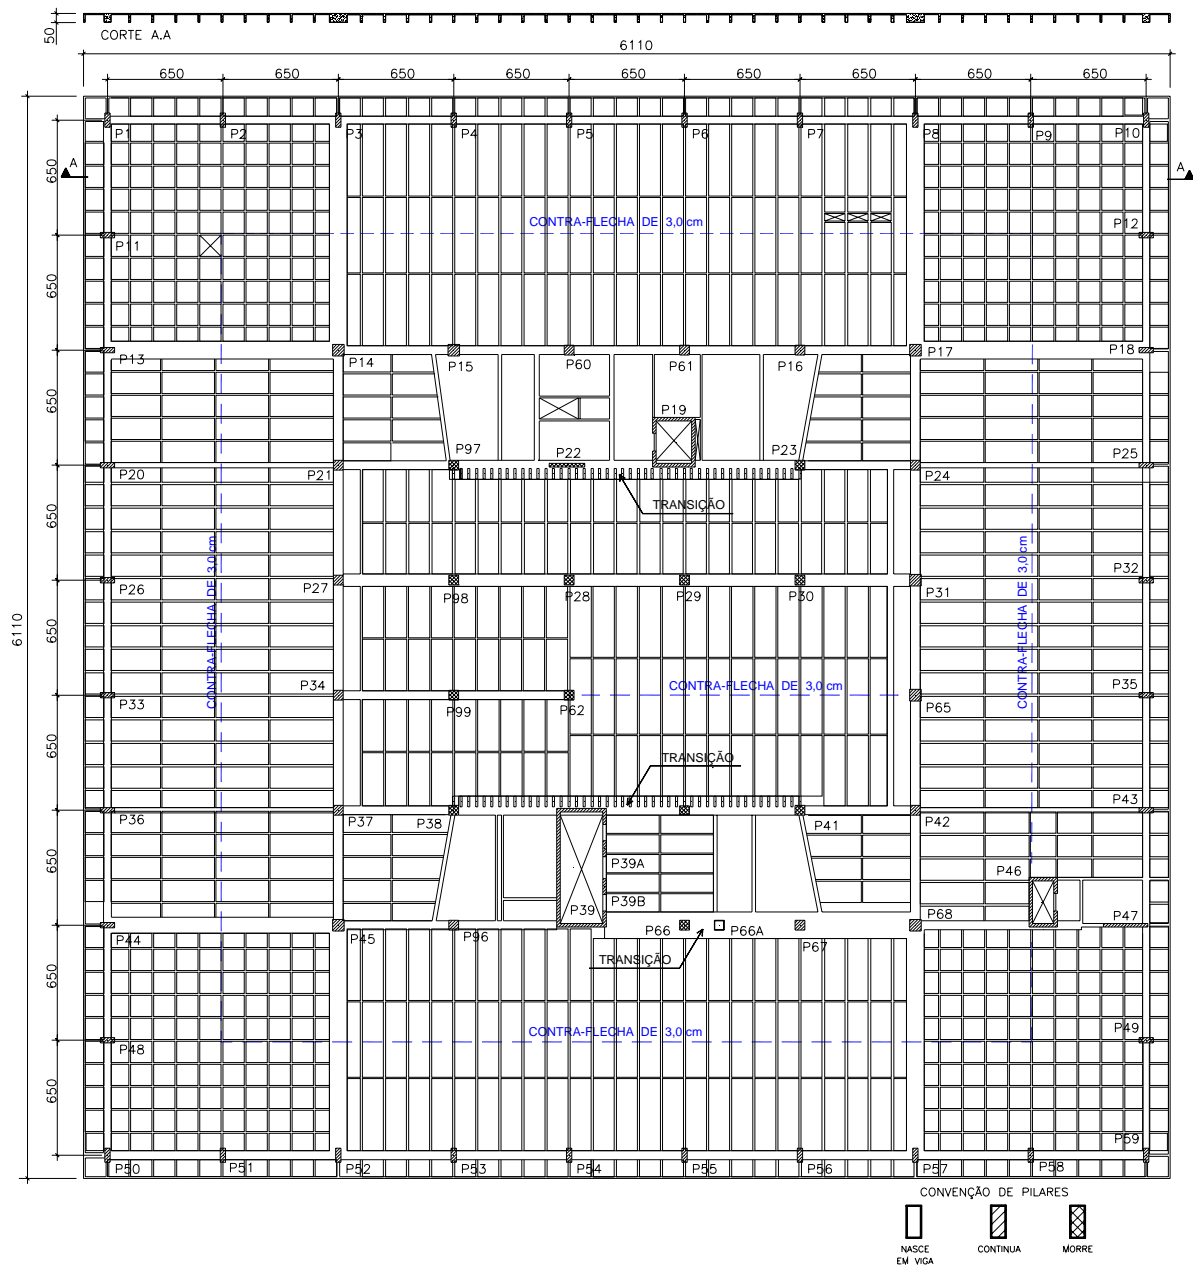 50
CORTE A.A
6110
650 650 650 650 650 650 650 650 650
P1 P2 P3 P4 P5 P6 P7 P8 P9 P10
650
A A
CONTRA-FLECHA DE 3,0 cm
P11 P12
650
P13 P14 P15 P60 P61 P16 P17 P18
650
P19
P97 P22 P23
P20 P21 P24 P25
TRANSIÇÃO
650
CONTRA-FLECHA DE 3,0 cm
CONTRA-FLECHA DE 3,0 cm
P26 P27 P98 P28 P29 P30 P31 P32
6110
650
P33 P34 P99 P62 P65 P35
CONTRA-FLECHA DE 3,0 cm
650
TRANSIÇÃO
P36 P37 P38 P41 P42 P43
650
P39A P46
P39 P39B P68 P47
P44 P45 P96 P66 P66A P67
TRANSIÇÃO
650
CONTRA-FLECHA DE 3,0 cm
P48 P49
650
P50 P51 P52 P53 P54 P55 P56 P57 P58 P59
CONVENÇÃO DE PILARES
NASCE
EM VIGA
CONTINUA
MORRE